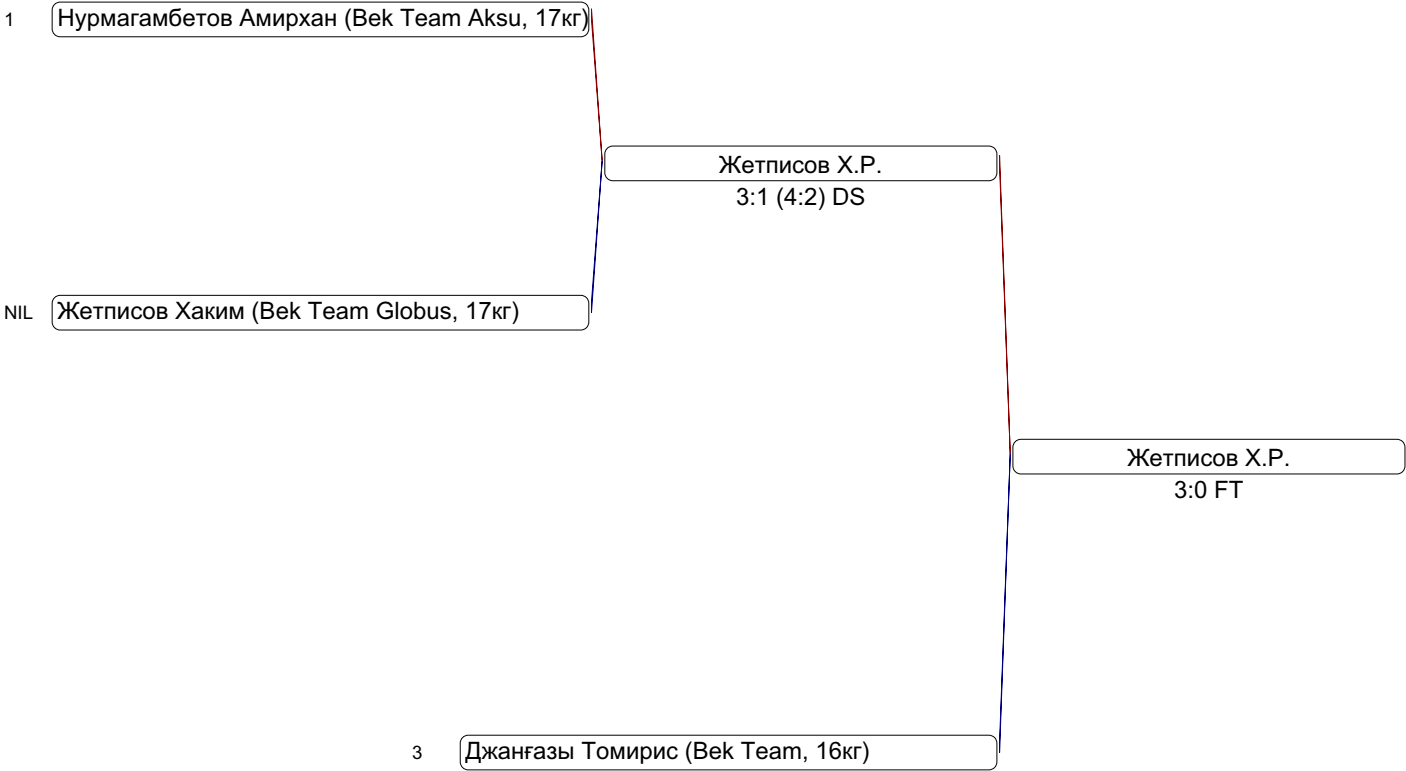 1 Нурмагамбетов Амирхан (Bek Team Aksu, 17кг)
Жетписов Х.Р.
3:1 (4:2) DS
NIL Жетписов Хаким (Bek Team Globus, 17кг)
Жетписов Х.Р.
3:0 FT
3 Джанғазы Томирис (Bek Team, 16кг)